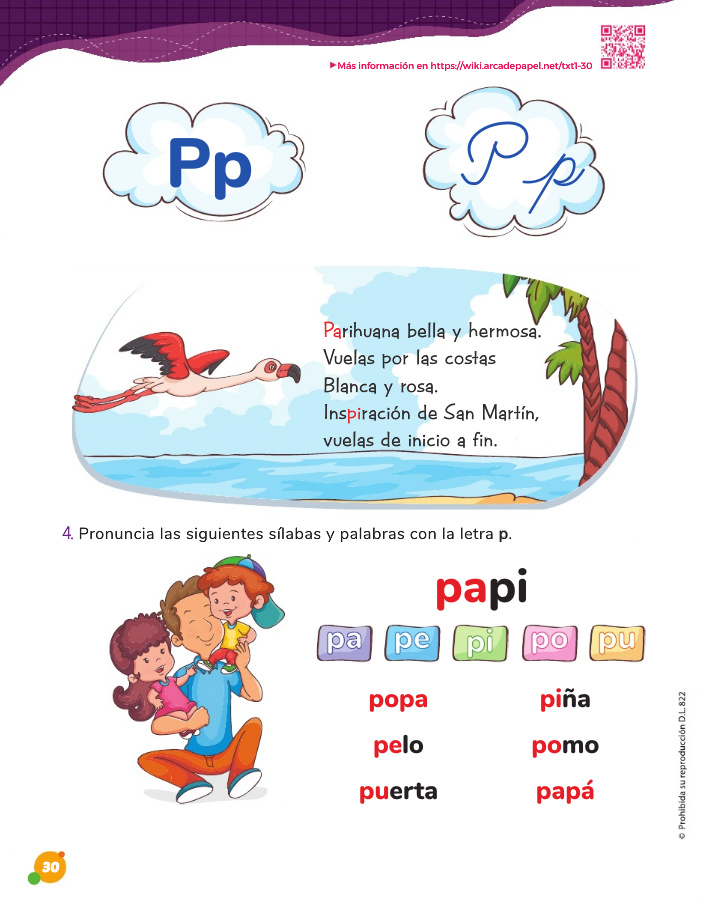 ▶Más información en https://wiki.arcadepapel.net/txt1-30
Pp
Pp
Parihuana bella y hermosa.
Vuelas por las costas
Blanca y rosa.
Inspiración de San Martín,
vuelas de inicio a fin.
4. Pronuncia las siguientes sílabas y palabras con la letra p.
papi
pa pe pi po pu
popa piña
pelo pomo
puerta papá
© Prohibida su reproducción D.L. 822
30